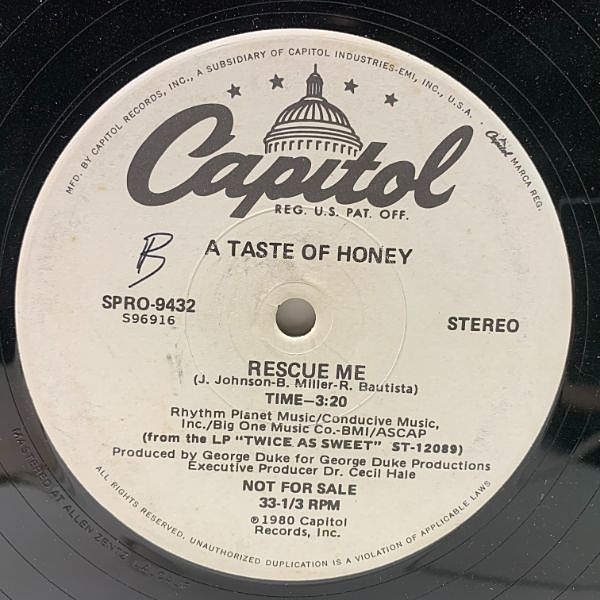 MFD. BY CAPITOL RECORDS, INC., A SUBSIDIARY OF CAPITOL INDUSTRIES-EMI, INC., U.S.A. · Capitol MARCA REG.
Capitol
REG. U.S. PAT. OFF.
B
A TASTE OF HONEY
SPRO-9432
S96916
STEREO
RESCUE ME
(J. Johnson-B. Miller-R. Bautista)
TIME—3:20
Rhythm Planet Music/Conducive Music,
Inc./Big One Music Co.-BMI/ASCAP
(from the LP "TWICE AS SWEET" ST-12089)
Produced by George Duke for George Duke Productions
Executive Producer Dr. Cecil Hale
NOT FOR SALE
33-1/3 RPM
℗©1980 Capitol
Records, Inc.
ALL RIGHTS RESERVED. UNAUTHORIZED DUPLICATION IS A VIOLATION OF APPLICABLE LAWS
MASTERED AT ALLEN ZENTZ